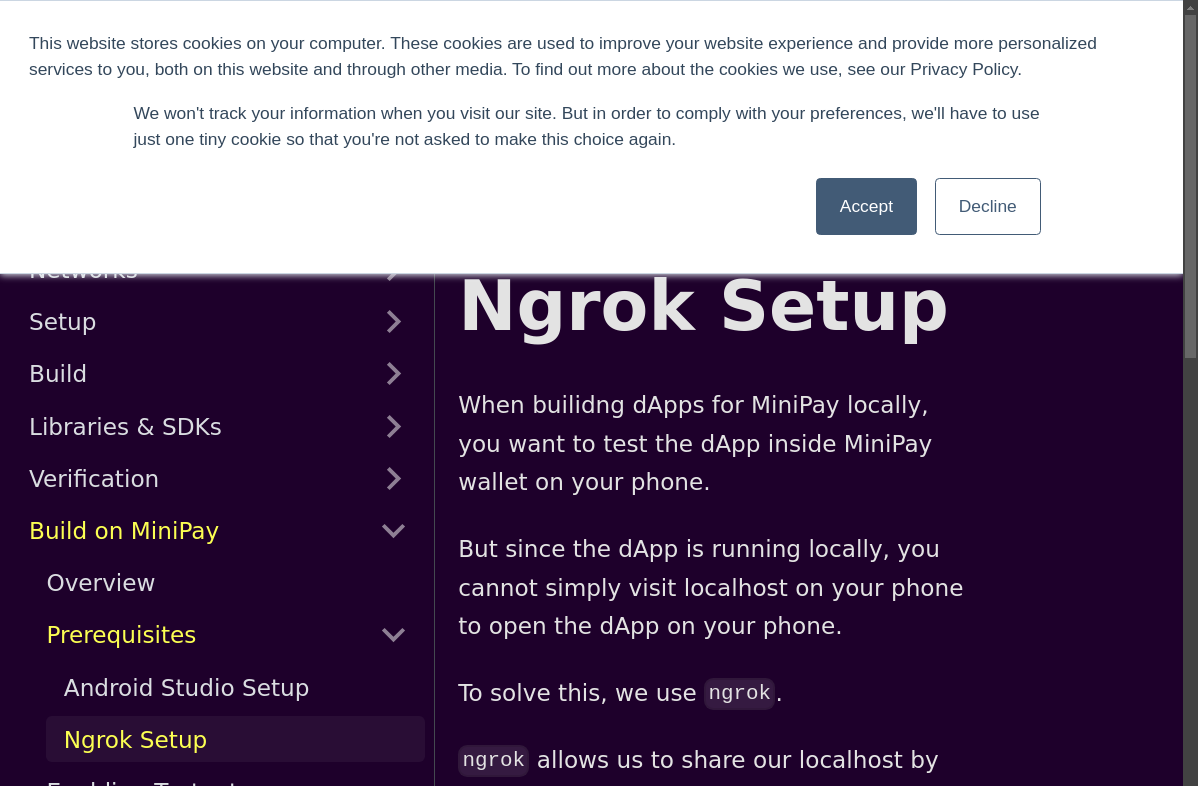 This website stores cookies on your computer. These cookies are used to improve your website experience and provide more personalized
services to you, both on this website and through other media. To find out more about the cookies we use, see our Privacy Policy.
We won't track your information when you visit our site. But in order to comply with your preferences, we'll have to use
just one tiny cookie so that you're not asked to make this choice again.
Accept
Decline
Networks
Setup
Build
Libraries & SDKs
Verification
Build on MiniPay
Overview
Prerequisites
Android Studio Setup
Ngrok Setup
Ngrok Setup
When builidng dApps for MiniPay locally,
you want to test the dApp inside MiniPay
wallet on your phone.
But since the dApp is running locally, you
cannot simply visit localhost on your phone
to open the dApp on your phone.
To solve this, we use ngrok.
ngrok allows us to share our localhost by